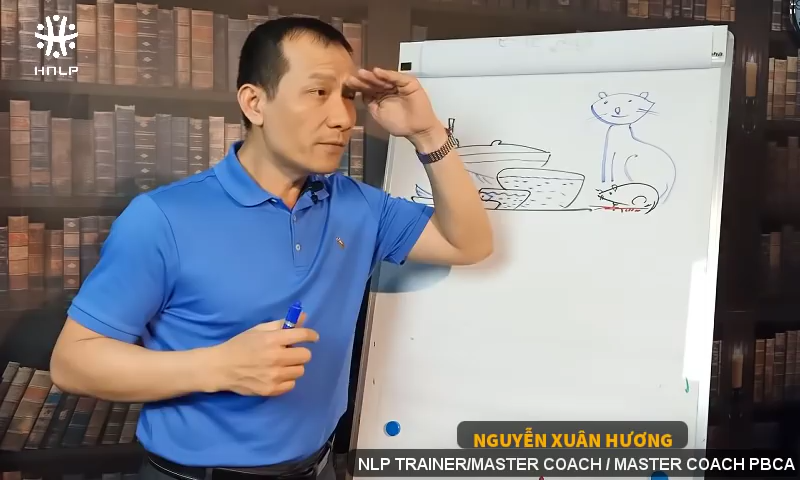 HNLP
NGUYỄN XUÂN HƯƠNG
NLP TRAINER/MASTER COACH / MASTER COACH PBCA